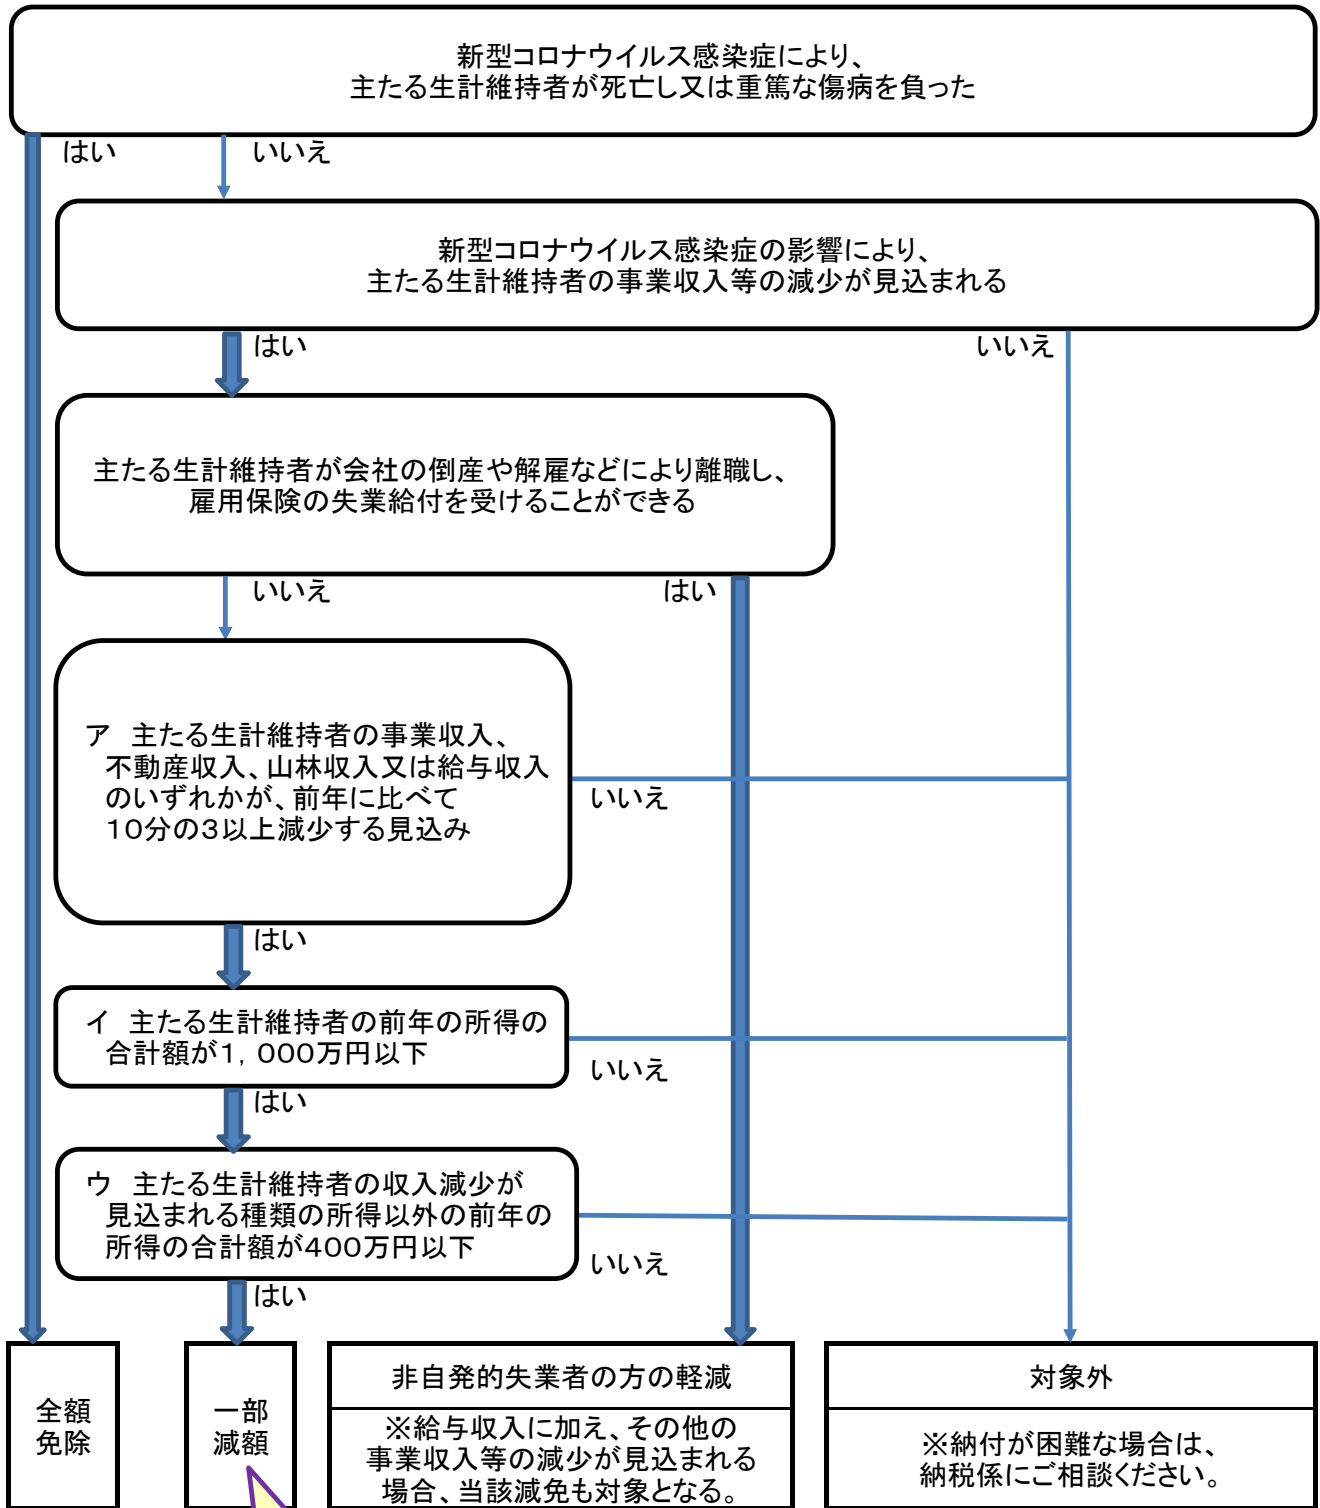 新型コロナウイルス感染症により、
主たる生計維持者が死亡し又は重篤な傷病を負った
はい
いいえ
新型コロナウイルス感染症の影響により、
主たる生計維持者の事業収入等の減少が見込まれる
はい
いいえ
主たる生計維持者が会社の倒産や解雇などにより離職し、
雇用保険の失業給付を受けることができる
いいえ
はい
ア　主たる生計維持者の事業収入、
不動産収入、山林収入又は給与収入
のいずれかが、前年に比べて
１０分の３以上減少する見込み
いいえ
はい
イ　主たる生計維持者の前年の所得の
合計額が１，０００万円以下
いいえ
はい
ウ　主たる生計維持者の収入減少が
見込まれる種類の所得以外の前年の
所得の合計額が４００万円以下
いいえ
はい
全額
免除
一部
減額
非自発的失業者の方の軽減
※給与収入に加え、その他の
事業収入等の減少が見込まれる
場合、当該減免も対象となる。
対象外
※納付が困難な場合は、
納税係にご相談ください。